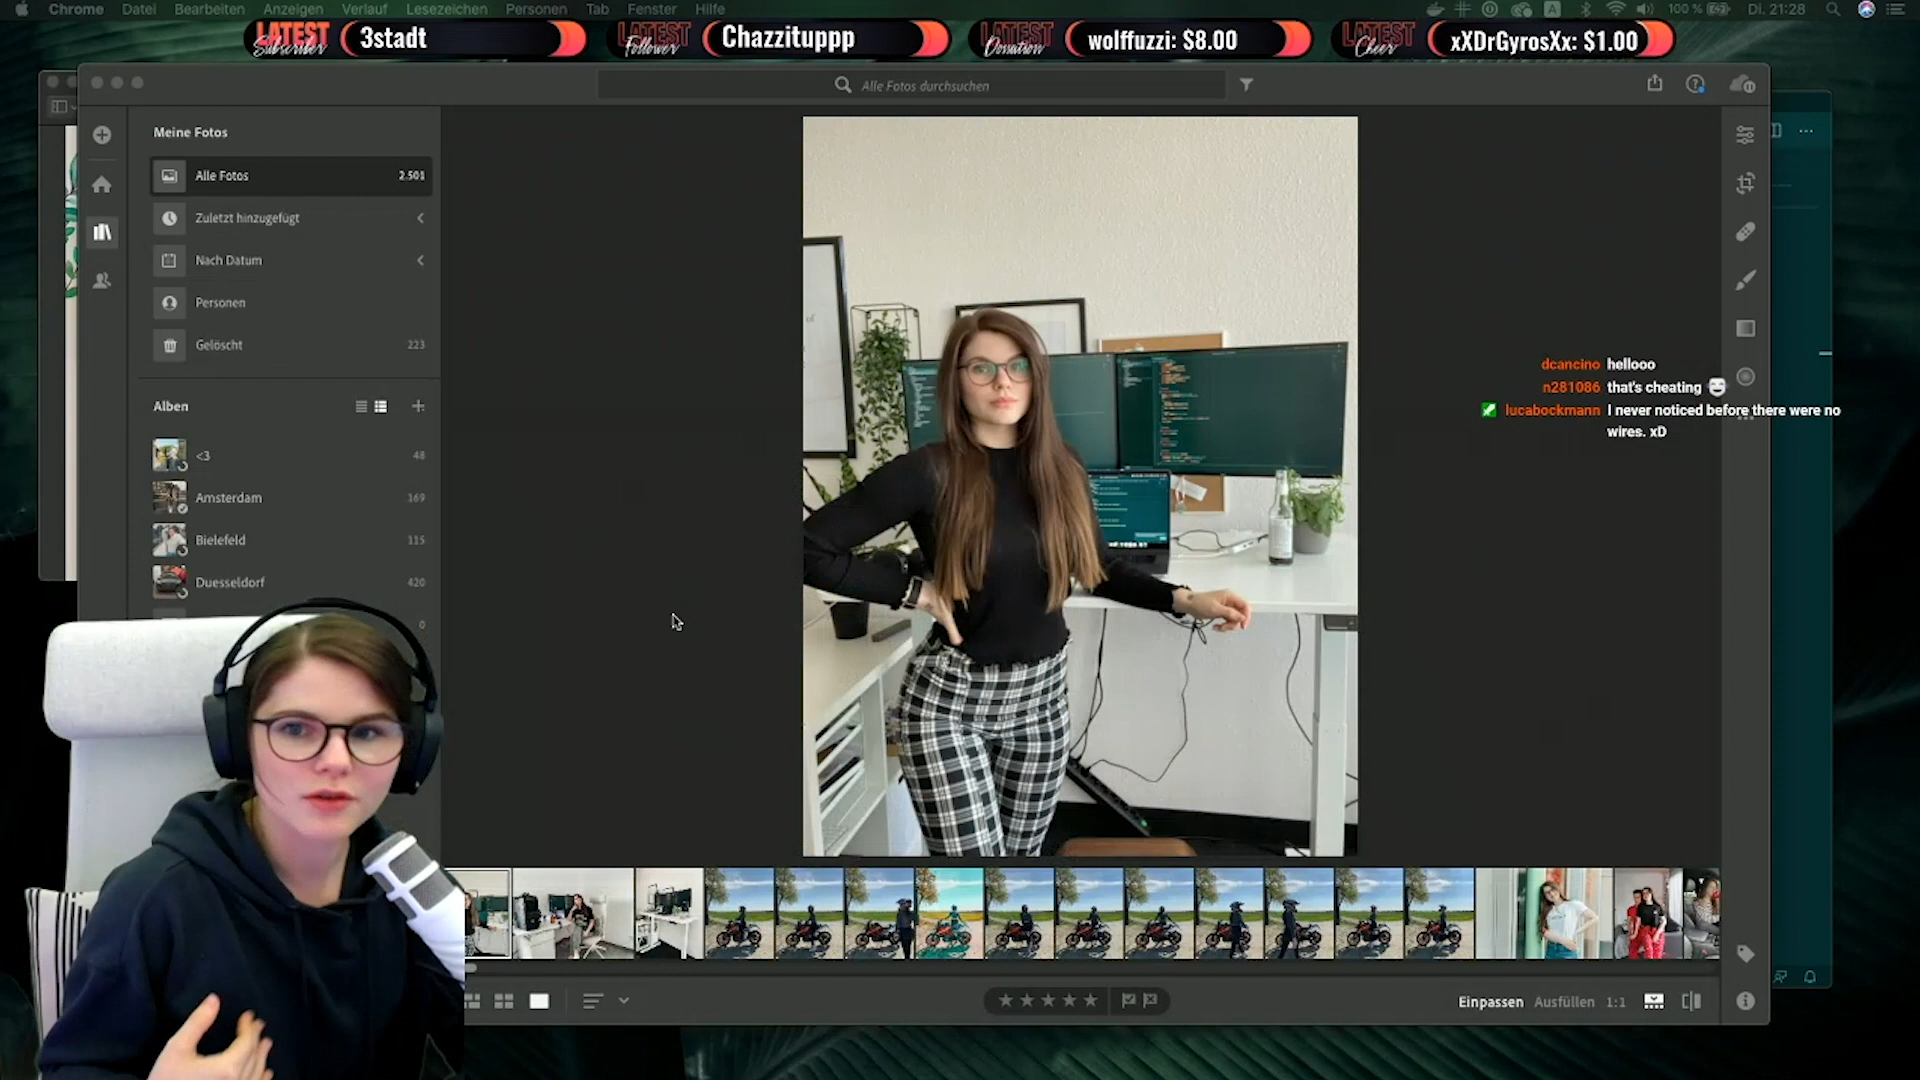 Chrome Datei Bearbeiten Anzeigen Verlauf Lesezeichen Personen Tab Fenster Hilfe
100 % Di. 21:28
LATEST Subscriber 3stadt
LATEST Follower Chazzituppp
LATEST Donation wolffuzzi: $8.00
LATEST Cheer xXDrGyrosXx: $1.00
Alle Fotos durchsuchen
Meine Fotos
Alle Fotos 2.501
Zuletzt hinzugefügt
Nach Datum
Personen
Gelöscht 223
Alben
<3 48
Amsterdam 169
Bielefeld 115
Duesseldorf 420
0
dcancino hellooo
n281086 that's cheating
lucabockmann I never noticed before there were no
wires. xD
Einpassen Ausfüllen 1:1